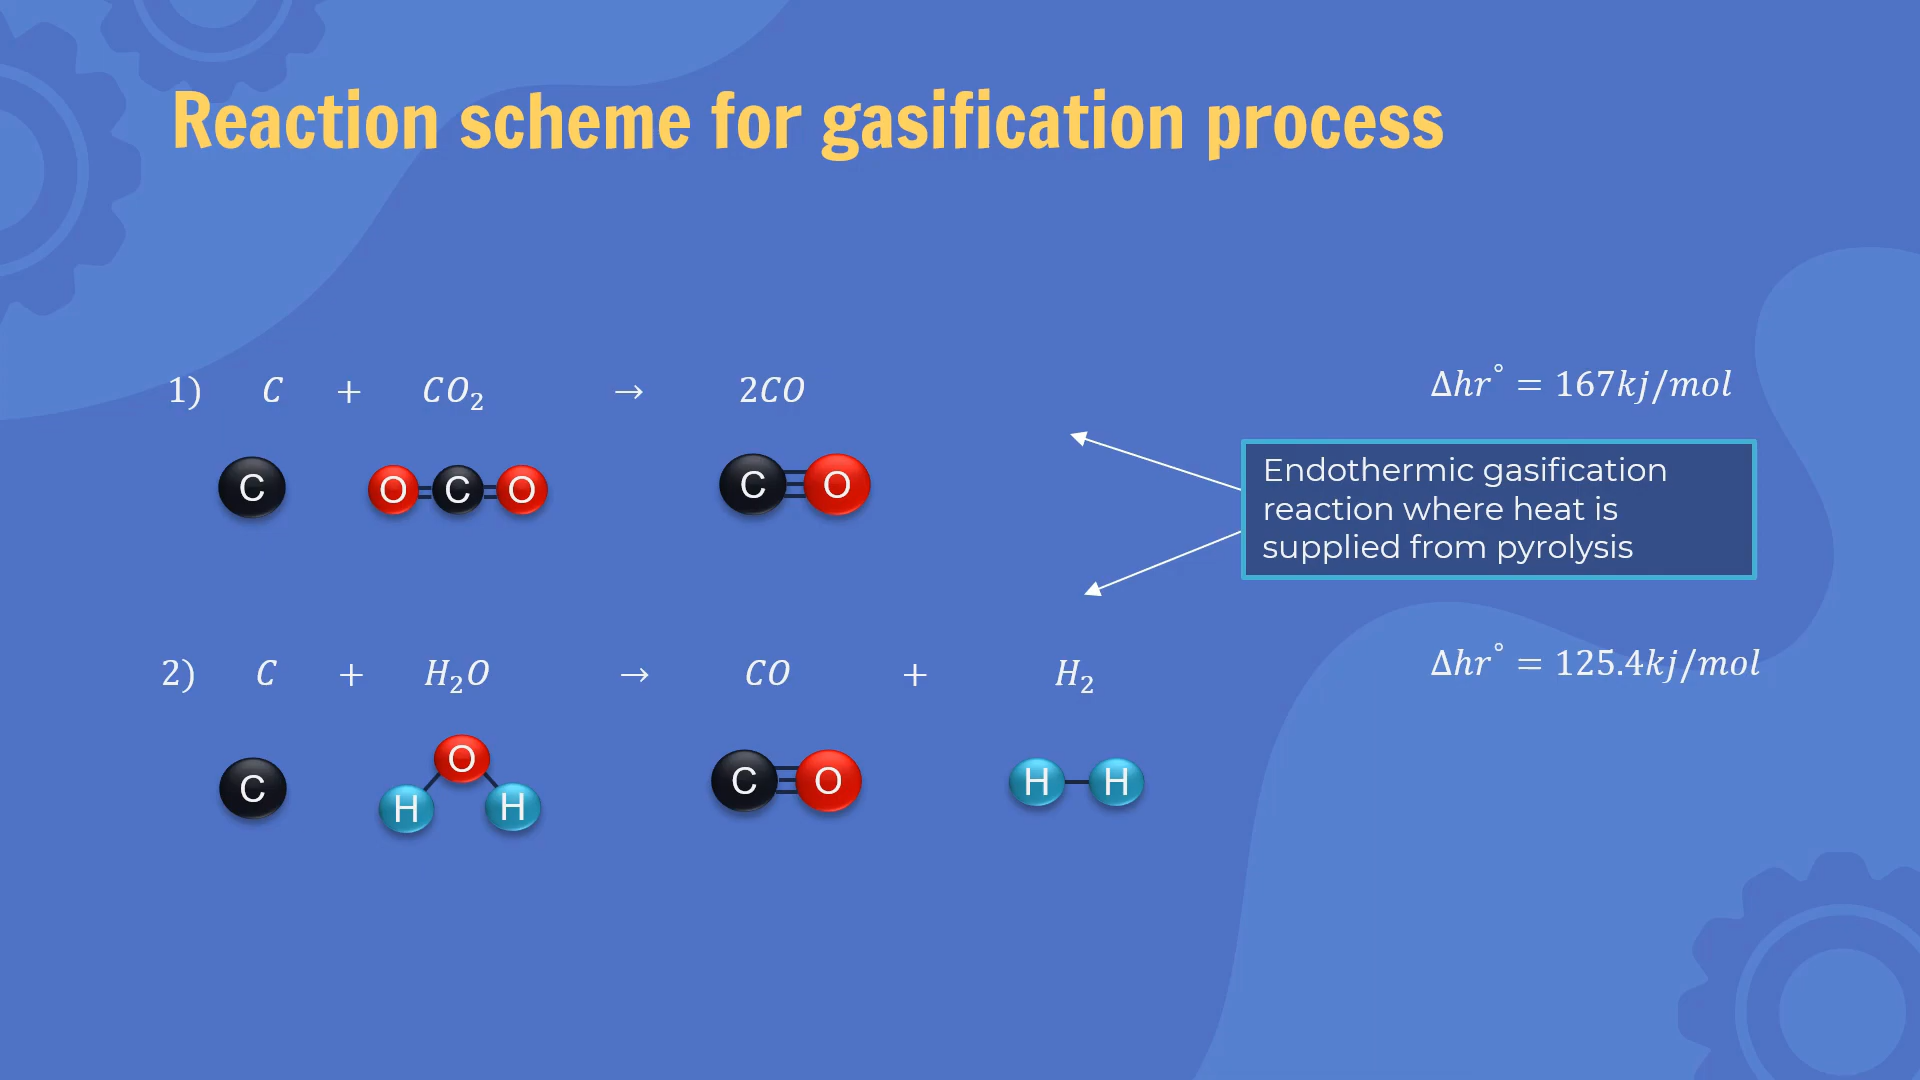 Reaction scheme for gasification process
1) C + CO₂ → 2CO
Δhr° = 167kj/mol
C O C O C O
Endothermic gasification
reaction where heat is
supplied from pyrolysis
2) C + H₂O → CO + H₂
Δhr° = 125.4kj/mol
C H O H C O H H